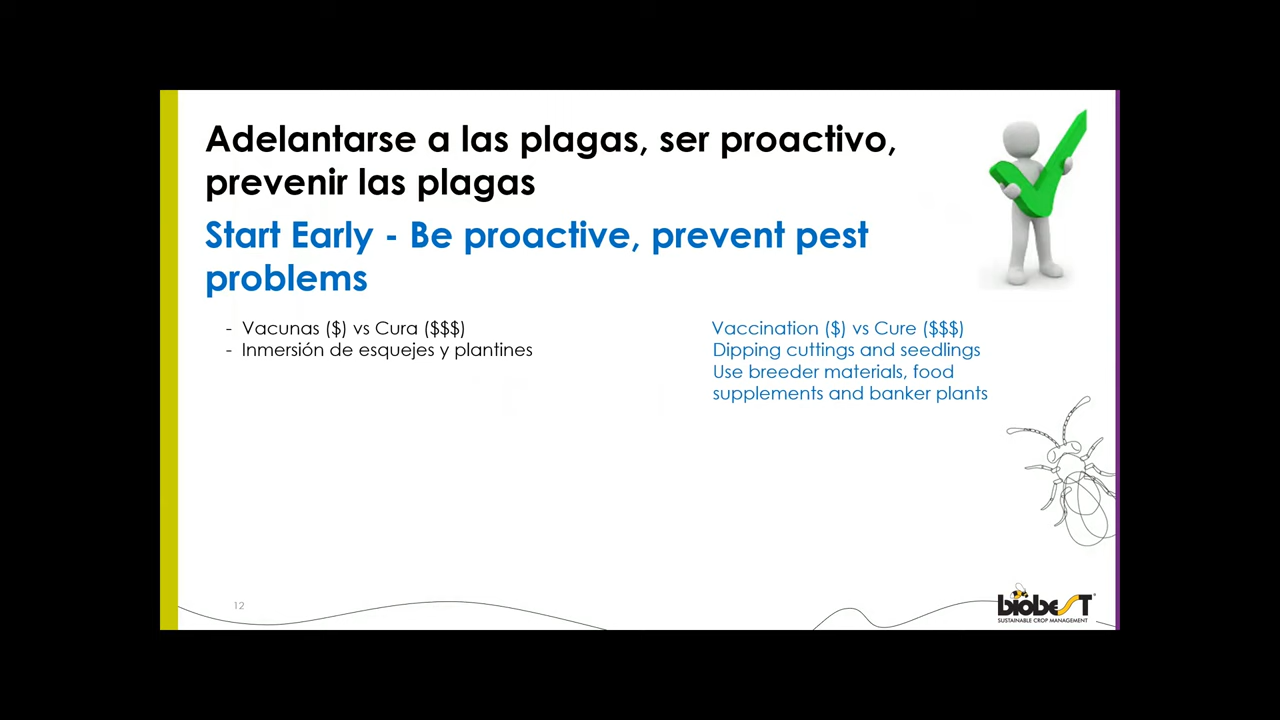 Adelantarse a las plagas, ser proactivo,
prevenir las plagas
Start Early - Be proactive, prevent pest
problems
- Vacunas ($) vs Cura ($$$)
- Inmersión de esquejes y plantines
Vaccination ($) vs Cure ($$$)
Dipping cuttings and seedlings
Use breeder materials, food
supplements and banker plants
12
biobesT®
SUSTAINABLE CROP MANAGEMENT